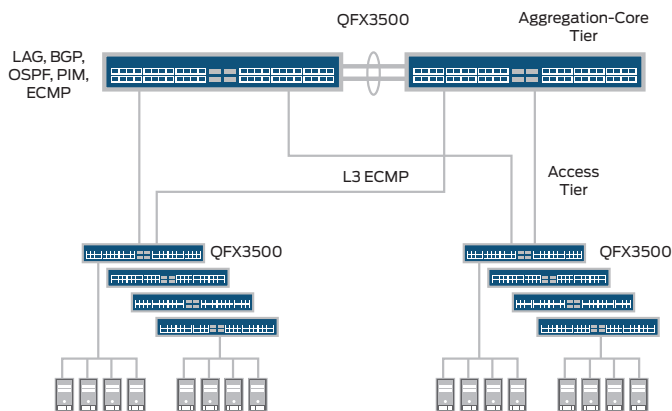 QFX3500
Aggregation-Core
Tier
LAG, BGP,
OSPF, PIM,
ECMP
L3 ECMP
Access
Tier
QFX3500
QFX3500